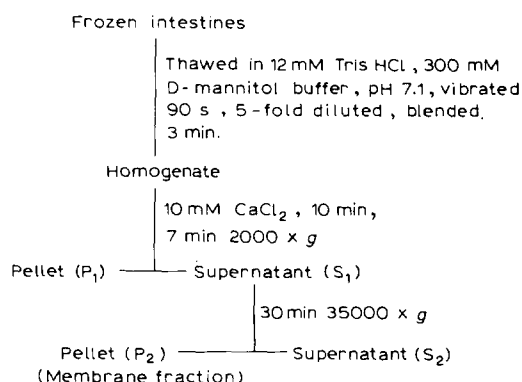 Frozen intestines
Thawed in 12 mM Tris HCl, 300 mM
D-mannitol buffer, pH 7.1, vibrated
90 s, 5-fold diluted, blended.
3 min.
Homogenate
10 mM CaCl₂, 10 min,
7 min 2000 × g
Pellet (P₁) Supernatant (S₁)
30 min 35000 × g
Pellet (P₂) Supernatant (S₂)
(Membrane fraction)